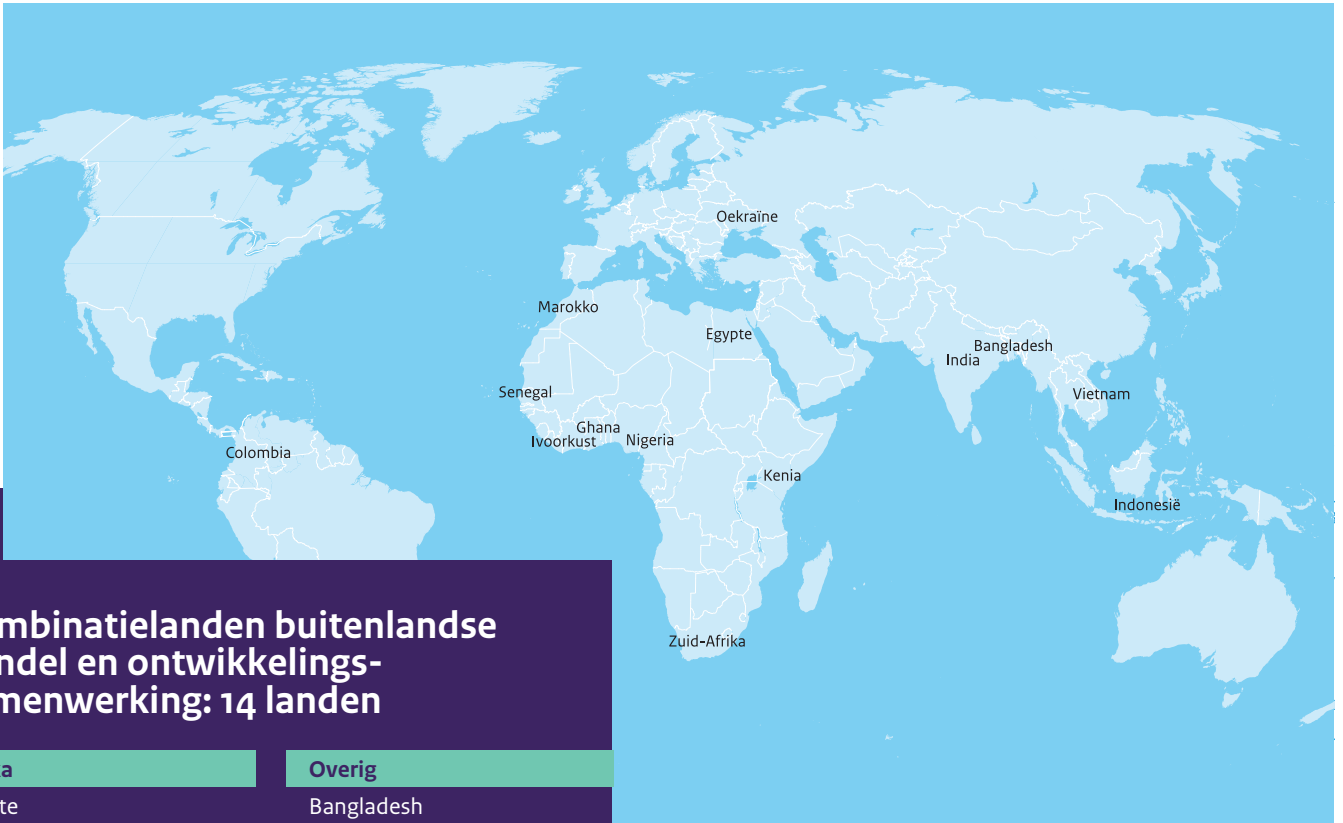 Oekraïne
Marokko
Egypte
Bangladesh
India
Senegal
Vietnam
Ghana
Ivoorkust
Nigeria
Colombia
Kenia
Indonesië
Zuid-Afrika
mbinatielanden buitenlandse
ndel en ontwikkelings-
menwerking: 14 landen
a
Overig
te
Bangladesh